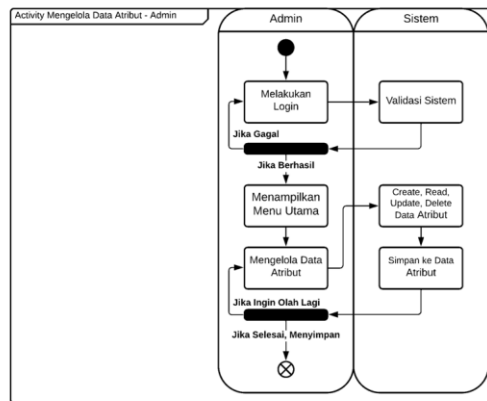 Activity Mengelola Data Atribut - Admin
Admin
Sistem
Melakukan
Login
Validasi Sistem
Jika Gagal
Jika Berhasil
Menampilkan
Menu Utama
Create, Read,
Update, Delete
Data Atribut
Mengelola Data
Atribut
Simpan ke Data
Atribut
Jika Ingin Olah Lagi
Jika Selesai, Menyimpan